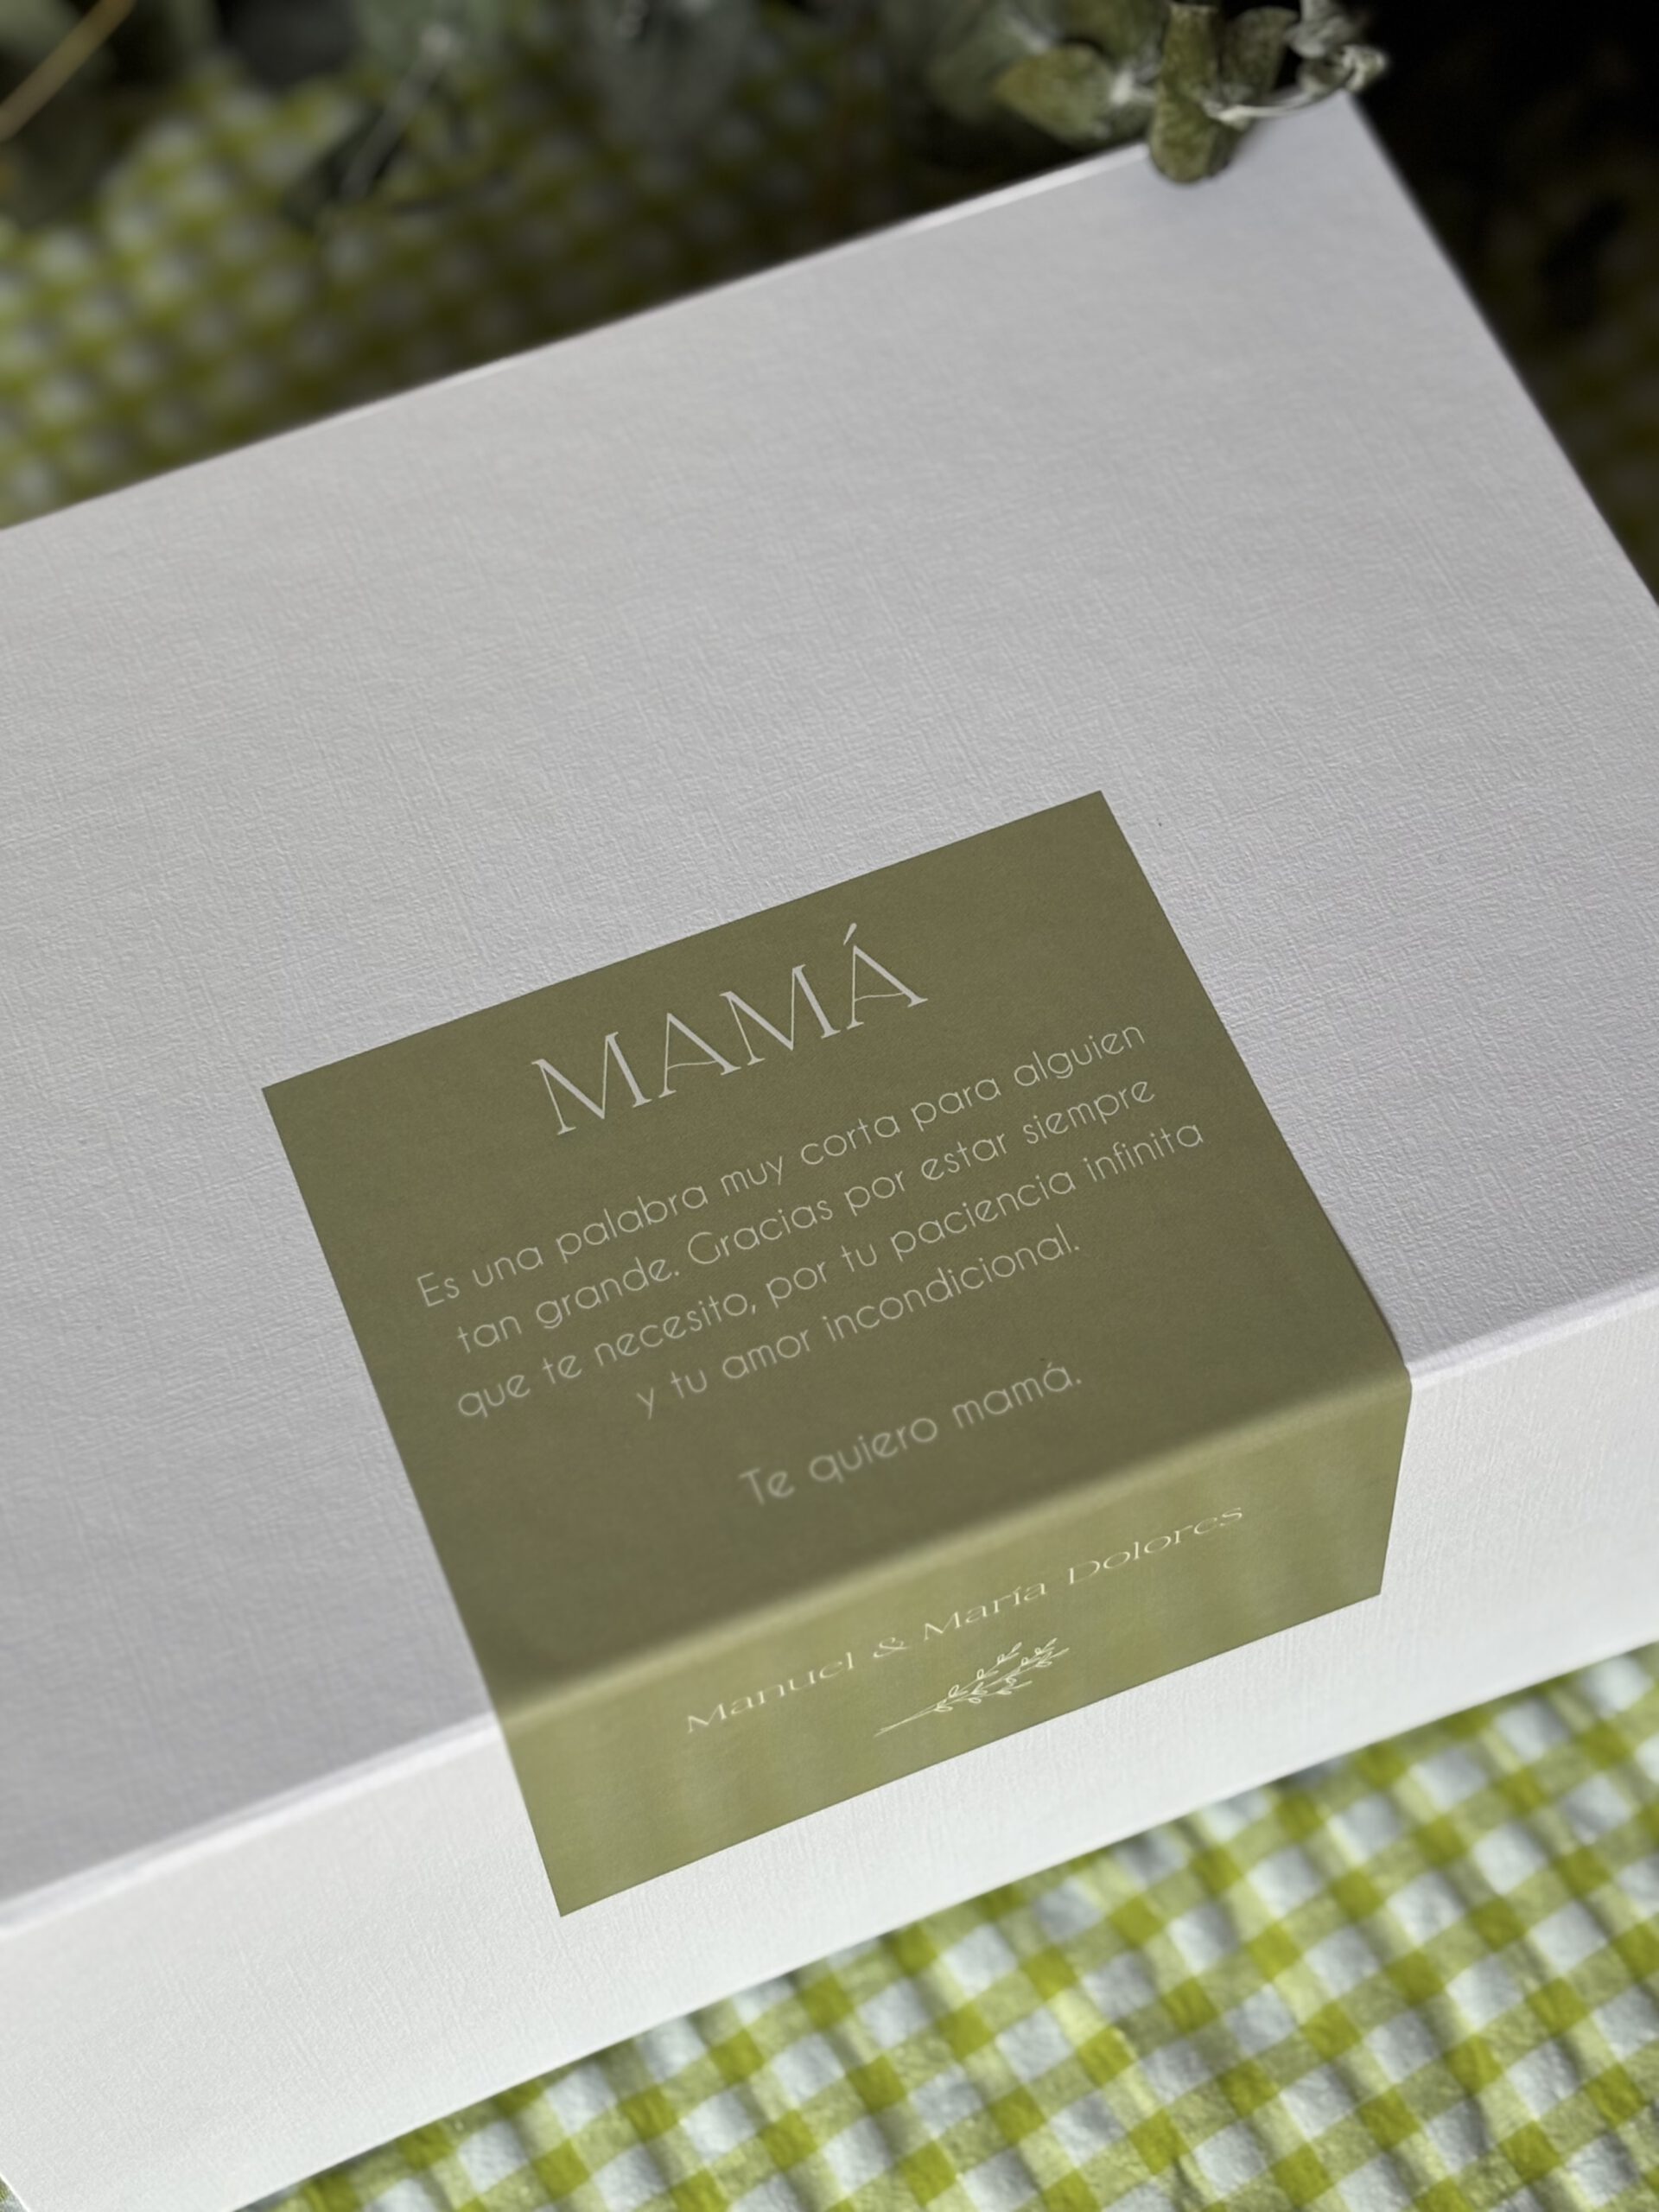 MAMÁ
Es una palabra muy corta para alguien
tan grande. Gracias por estar siempre
que te necesito, por tu paciencia infinita
y tu amor incondicional.
Te quiero mamá.
Manuel & María Dolores